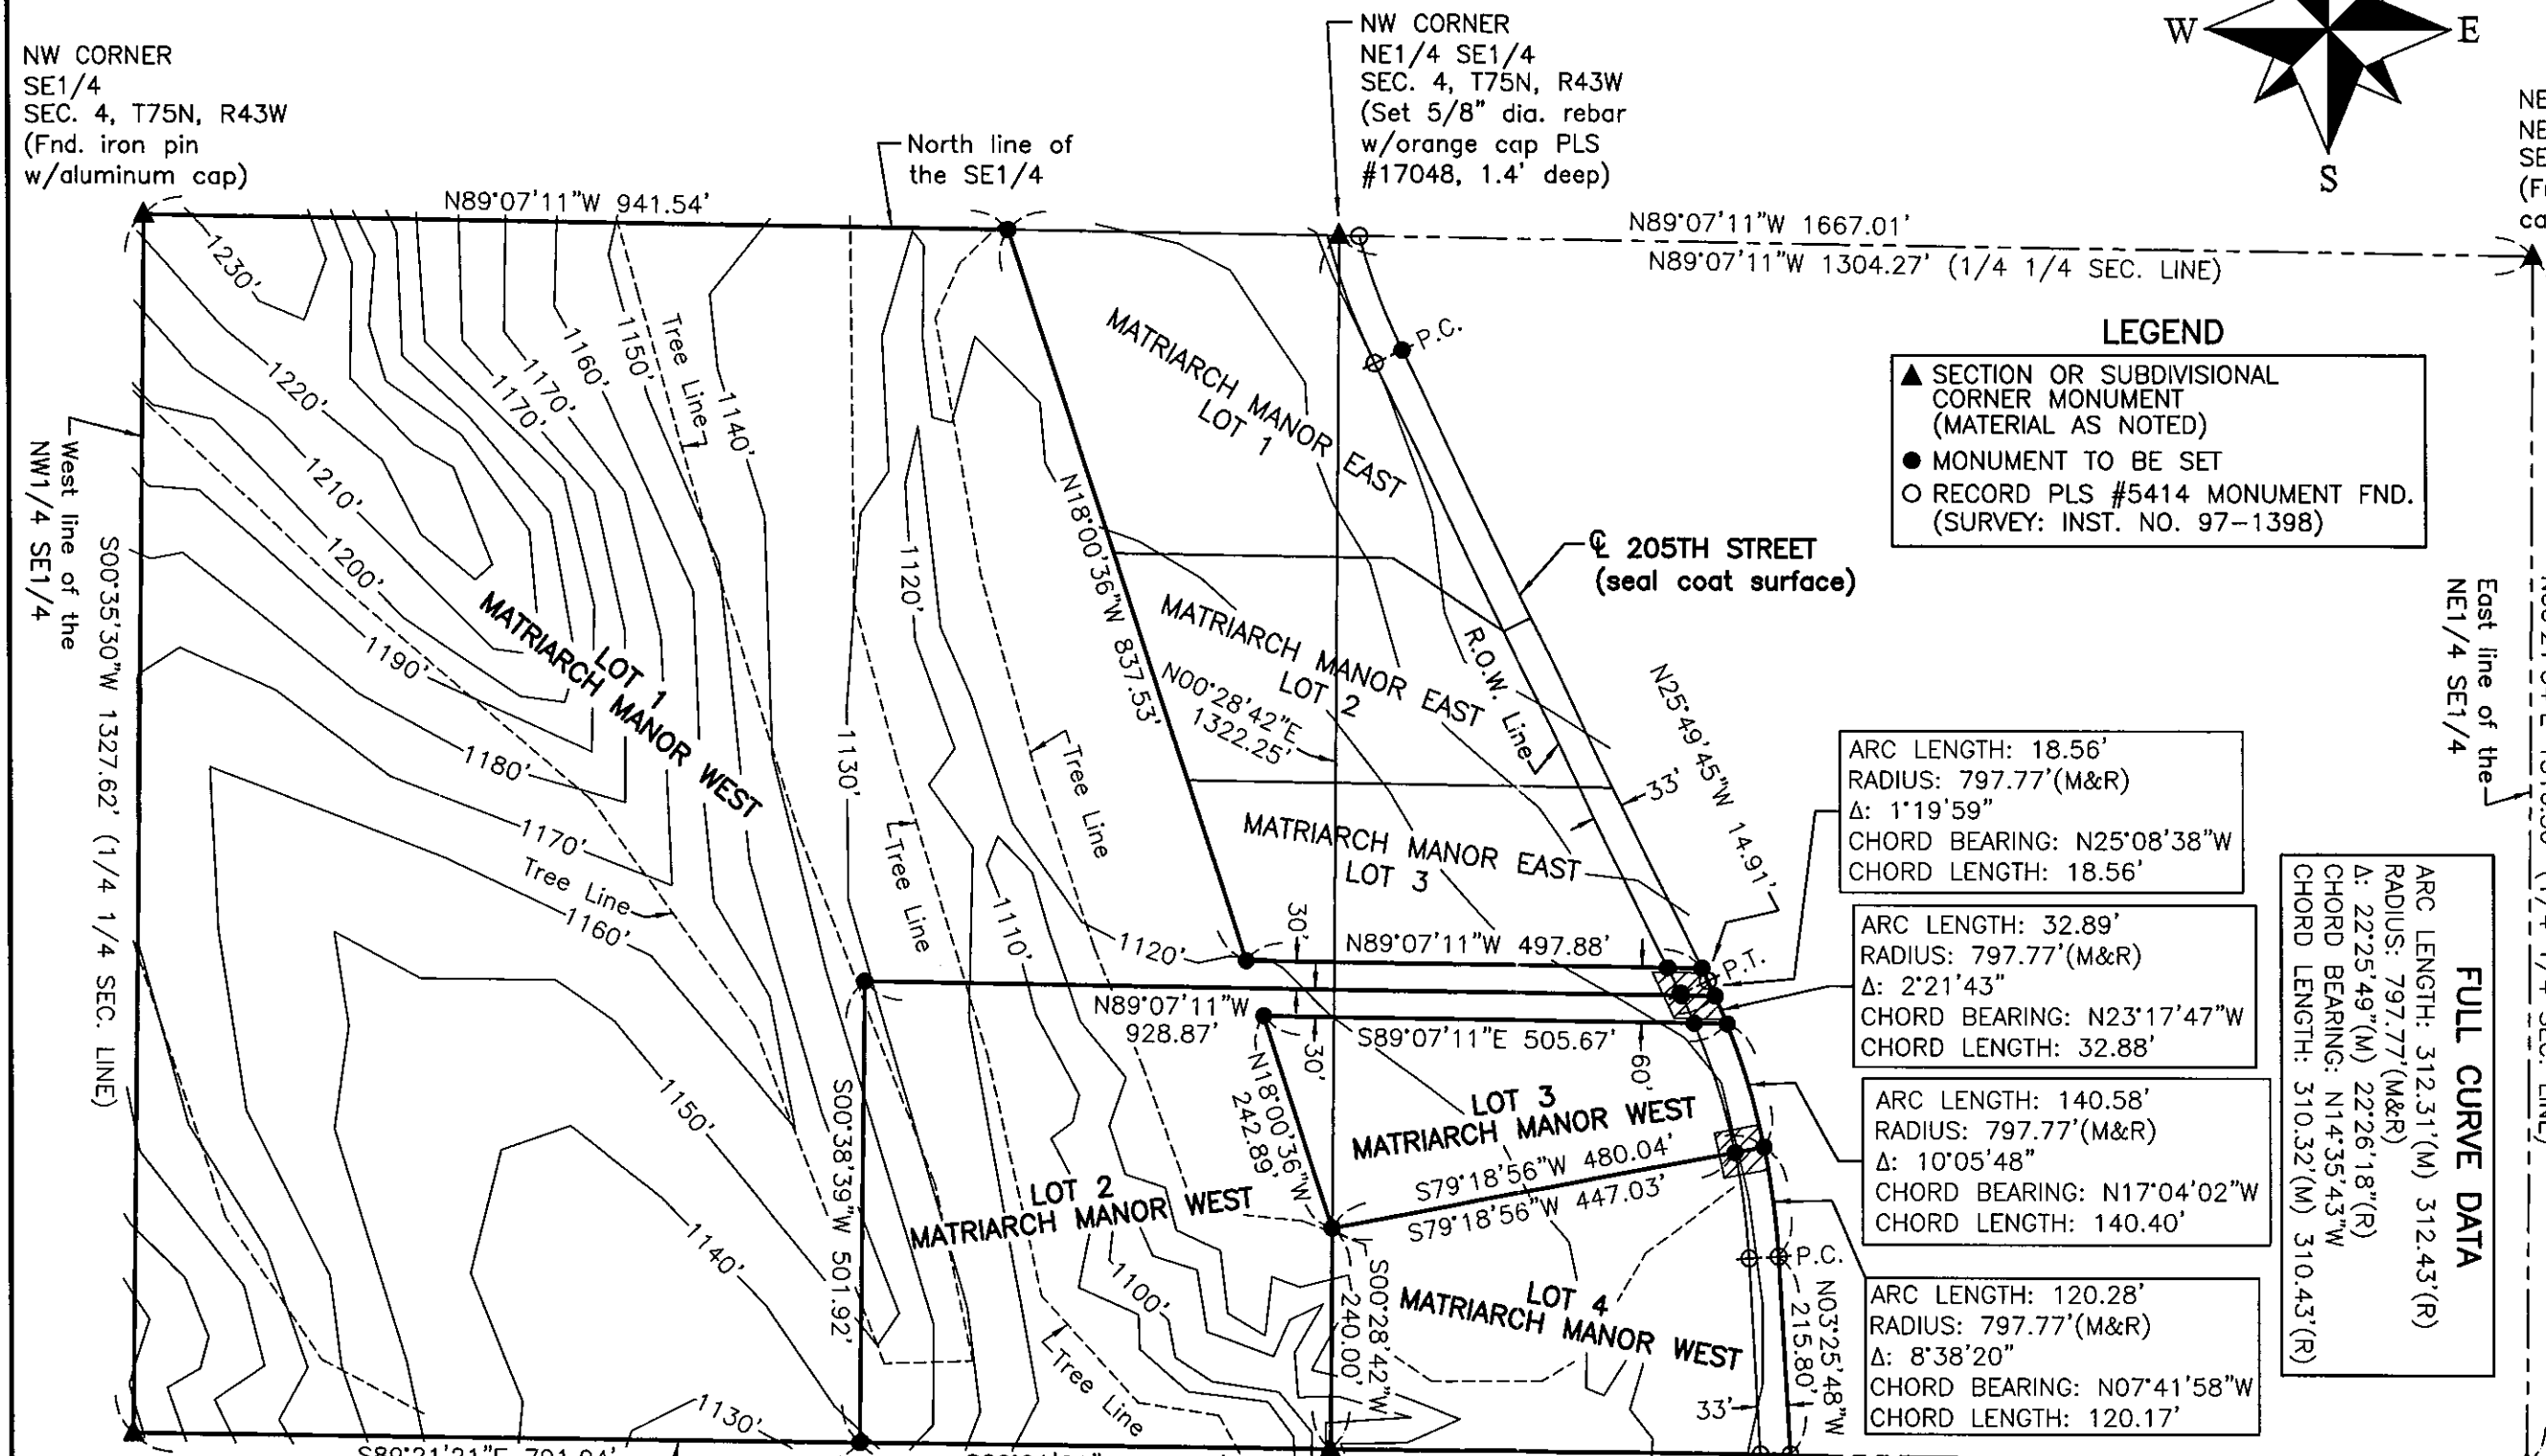 NW CORNER
SE1/4
SEC. 4, T75N, R43W
(Fnd. iron pin
w/aluminum cap)
North line of
the SE1/4
NW CORNER
NE1/4 SE1/4
SEC. 4, T75N, R43W
(Set 5/8" dia. rebar
w/orange cap PLS
#17048, 1.4' deep)
W
E
S
N89°07'11"W 941.54'
N89°07'11"W 1667.01'
N89°07'11"W 1304.27' (1/4 1/4 SEC. LINE)
LEGEND
▲ SECTION OR SUBDIVISIONAL
CORNER MONUMENT
(MATERIAL AS NOTED)
● MONUMENT TO BE SET
○ RECORD PLS #5414 MONUMENT FND.
(SURVEY: INST. NO. 97-1398)
West line of the
NW1/4 SE1/4
S00°35'30"W 1327.62' (1/4 1/4 SEC. LINE)
1230'
1220'
1210'
1200'
1190'
1180'
1170'
1160'
1150'
1140'
1130'
1170'
1170'
1160'
1150'
1140'
1130'
1120'
1110'
1120'
1100'
Tree Line
Tree Line
Tree Line
Tree Line
Tree Line
LOT 1
MATRIARCH MANOR WEST
MATRIARCH MANOR EAST
LOT 1
N18°00'36"W 837.53'
MATRIARCH MANOR EAST
LOT 2
N00°28'42"E
1322.25'
MATRIARCH MANOR EAST
LOT 3
P.C.
℄ 205TH STREET
(seal coat surface)
R.O.W. Line
33'
N25°49'45"W 14.91'
P.T.
East line of the
NE1/4 SE1/4
30'
N89°07'11"W 497.88'
N89°07'11"W
928.87'
S89°07'11"E 505.67'
30'
60'
N18°00'36"W
242.89'
LOT 3
MATRIARCH MANOR WEST
S79°18'56"W 480.04'
S79°18'56"W 447.03'
LOT 2
MATRIARCH MANOR WEST
S00°38'39"W 501.92'
S00°28'42"W
240.00'
LOT 4
MATRIARCH MANOR WEST
P.C.
N03°25'48"W
215.80'
33'
ARC LENGTH: 18.56'
RADIUS: 797.77'(M&R)
Δ: 1°19'59"
CHORD BEARING: N25°08'38"W
CHORD LENGTH: 18.56'
ARC LENGTH: 32.89'
RADIUS: 797.77'(M&R)
Δ: 2°21'43"
CHORD BEARING: N23°17'47"W
CHORD LENGTH: 32.88'
ARC LENGTH: 140.58'
RADIUS: 797.77'(M&R)
Δ: 10°05'48"
CHORD BEARING: N17°04'02"W
CHORD LENGTH: 140.40'
ARC LENGTH: 120.28'
RADIUS: 797.77'(M&R)
Δ: 8°38'20"
CHORD BEARING: N07°41'58"W
CHORD LENGTH: 120.17'
FULL CURVE DATA
ARC LENGTH: 312.31'(M) 312.43'(R)
RADIUS: 797.77'(M&R)
Δ: 22°25'49"(M) 22°26'18"(R)
CHORD BEARING: N14°35'43"W
CHORD LENGTH: 310.32'(M) 310.43'(R)